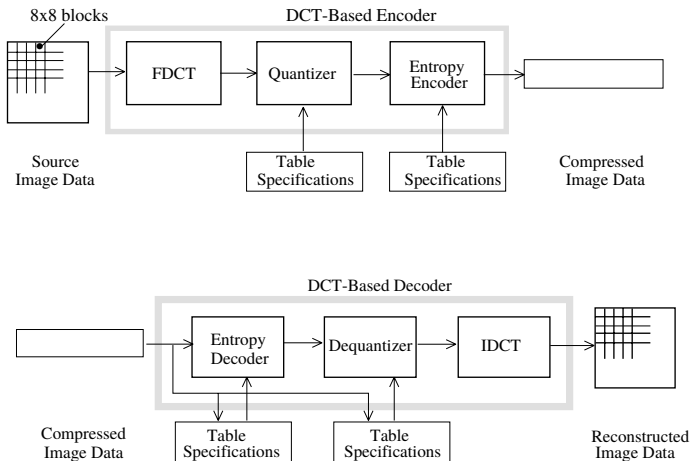 8x8 blocks
DCT-Based Encoder
FDCT
Quantizer
Entropy
Encoder
Source
Image Data
Table
Specifications
Table
Specifications
Compressed
Image Data
DCT-Based Decoder
Entropy
Decoder
Dequantizer
IDCT
Compressed
Image Data
Table
Specifications
Table
Specifications
Reconstructed
Image Data